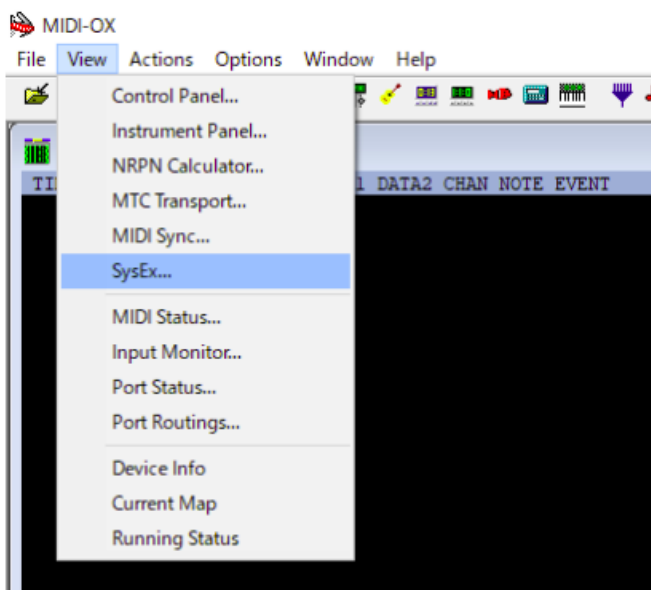 MIDI-OX
File View Actions Options Window Help
Control Panel...
Instrument Panel...
NRPN Calculator...
MTC Transport...
MIDI Sync...
SysEx...
MIDI Status...
Input Monitor...
Port Status...
Port Routings...
Device Info
Current Map
Running Status
TI 1 DATA2 CHAN NOTE EVENT